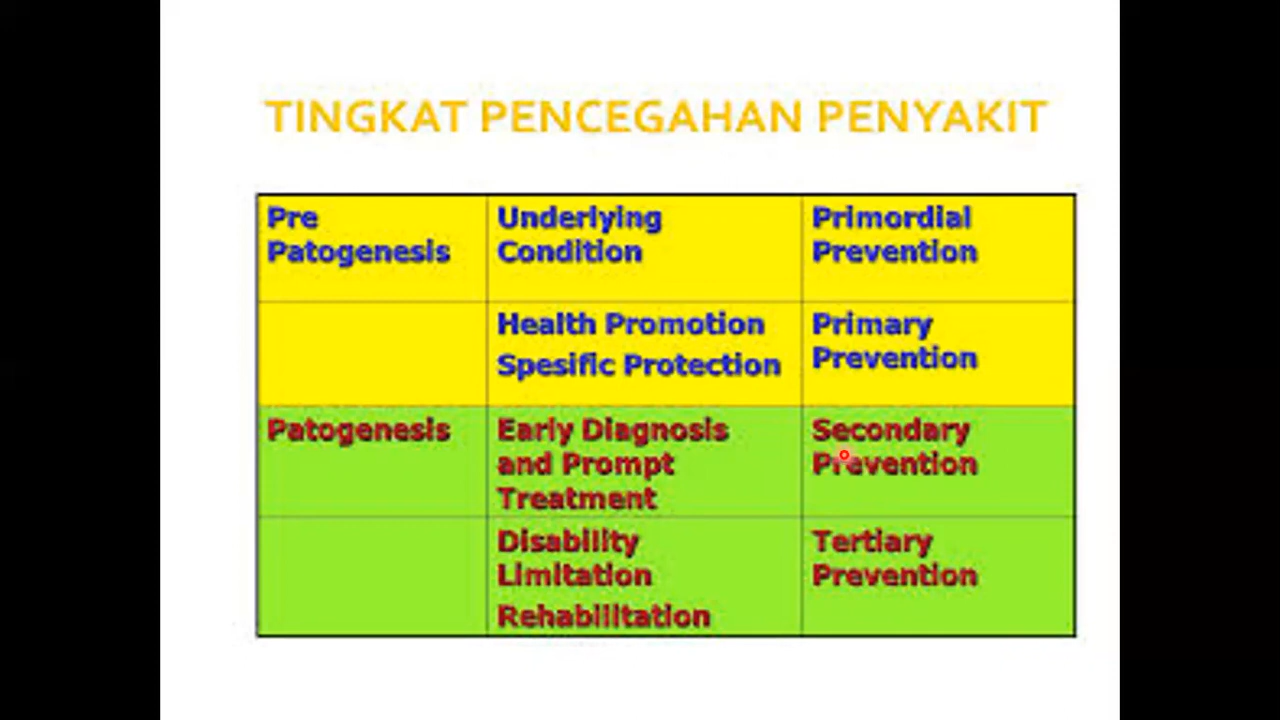 TINGKAT PENCEGAHAN PENYAKIT
Pre
Patogenesis
Underlying
Condition
Primordial
Prevention
Health Promotion
Spesific Protection
Primary
Prevention
Patogenesis
Early Diagnosis
and Prompt
Treatment
Secondary
Prevention
Disability
Limitation
Rehabilitation
Tertiary
Prevention